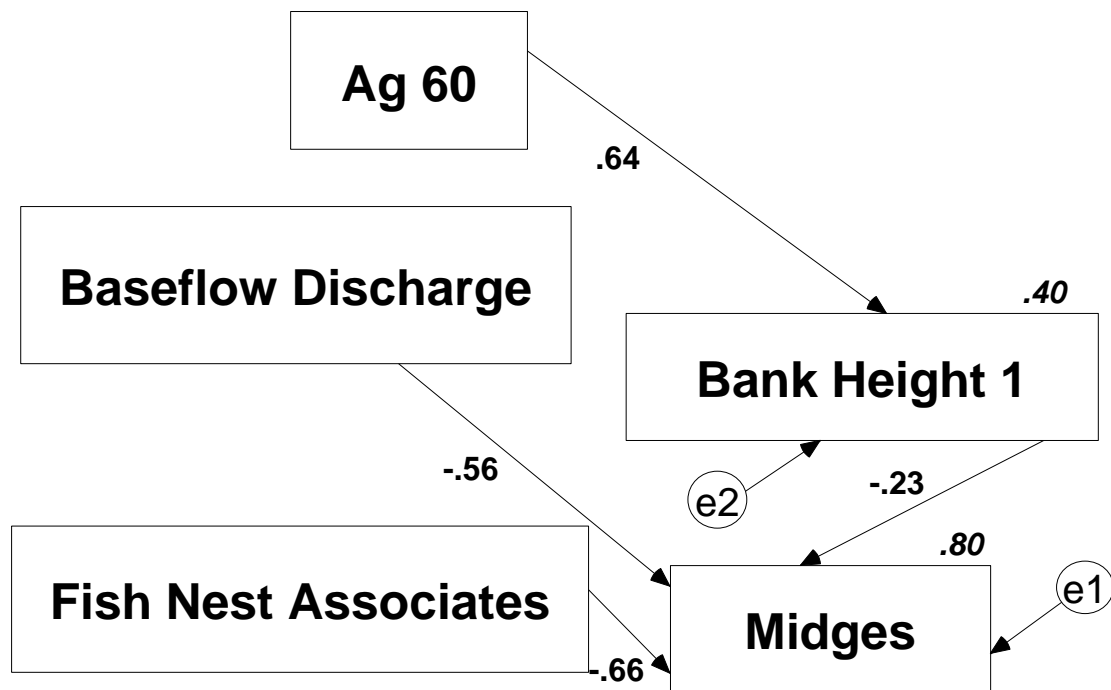 Ag 60
.64
Baseflow Discharge
.40
Bank Height 1
-.56
e2
-.23
.80
Fish Nest Associates
e1
Midges
-.66